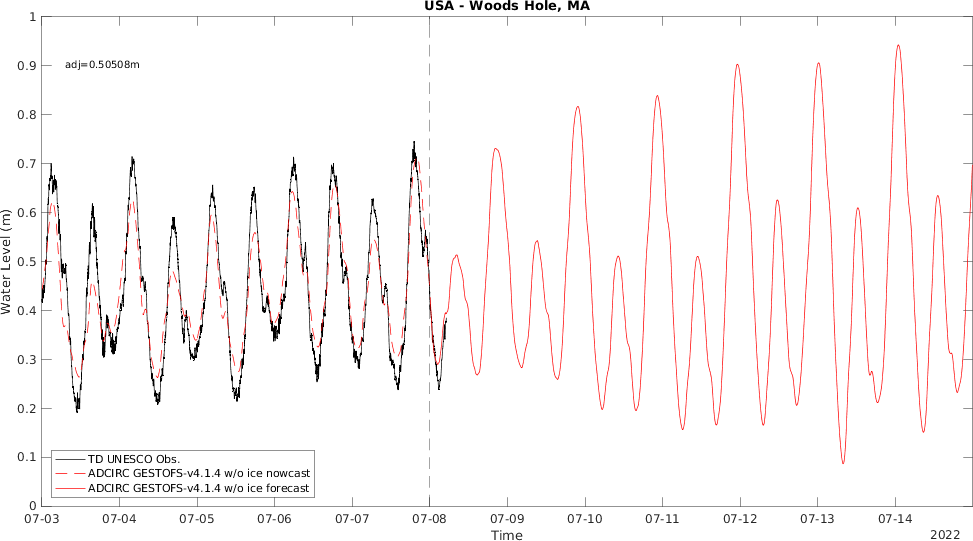 USA - Woods Hole, MA
adj=0.50508m
Water Level (m)
1
0.9
0.8
0.7
0.6
0.5
0.4
0.3
0.2
0.1
0
TD UNESCO Obs.
ADCIRC GESTOFS-v4.1.4 w/o ice nowcast
ADCIRC GESTOFS-v4.1.4 w/o ice forecast
07-03 07-04 07-05 07-06 07-07 07-08 07-09 07-10 07-11 07-12 07-13 07-14
Time
2022